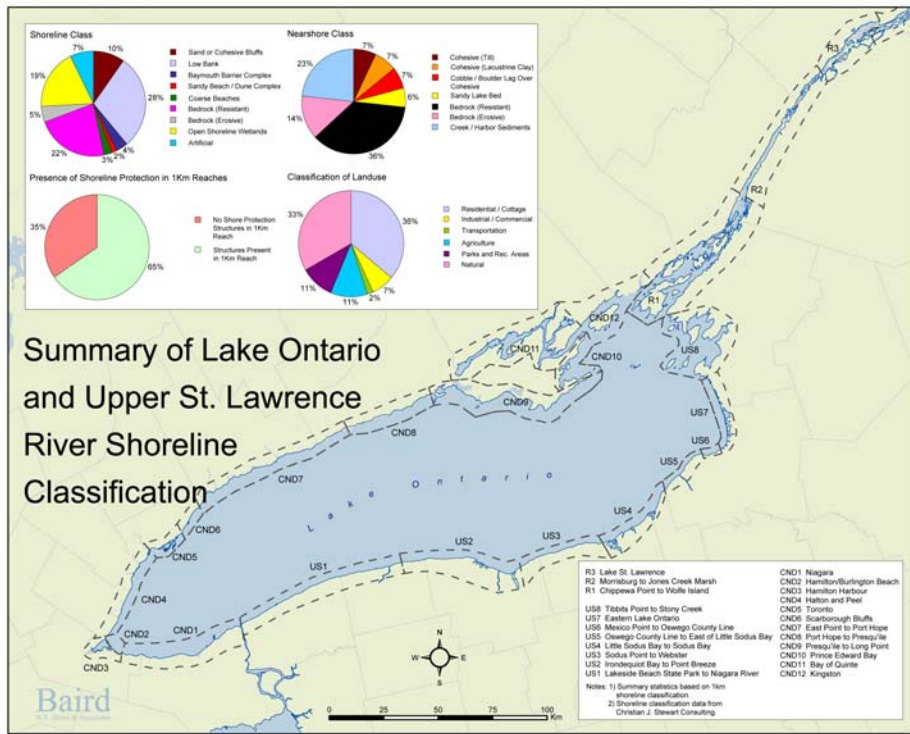 Shoreline Class
7%
10%
19%
28%
5%
22%
3%
2%
4%
Sand or Cohesive Bluffs
Low Bank
Baymouth Barrier Complex
Sandy Beach / Dune Complex
Coarse Beaches
Bedrock (Resistant)
Bedrock (Erosive)
Open Shoreline Wetlands
Artificial
Nearshore Class
7%
7%
7%
6%
23%
14%
36%
Cohesive (Till)
Cohesive (Lacustrine Clay)
Cobble / Boulder Lag Over
Cohesive
Sandy Lake Bed
Bedrock (Resistant)
Bedrock (Erosive)
Creek / Harbor Sediments
Presence of Shoreline Protection in 1Km Reaches
35%
65%
No Shore Protection
Structures in 1Km
Reach
Structures Present
in 1Km Reach
Classification of Landuse
33%
36%
11%
11%
2%
7%
Residential / Cottage
Industrial / Commercial
Transportation
Agriculture
Parks and Rec. Areas
Natural
Summary of Lake Ontario
and Upper St. Lawrence
River Shoreline
Classification
R3
R2
R1
CND12
CND11
CND10
US8
CND9
US7
CND8
US6
US5
CND7
Lake Ontario
US4
CND6
US3
CND5
US2
US1
CND4
CND1
CND2
CND3
N
W E
S
0 25 50 75 100
Km
Baird
R3 Lake St. Lawrence
R2 Morrisburg to Jones Creek Marsh
R1 Chippewa Point to Wolfe Island
US8 Tibbits Point to Stony Creek
US7 Eastern Lake Ontario
US6 Mexico Point to Oswego County Line
US5 Oswego County Line to East of Little Sodus Bay
US4 Little Sodus Bay to Sodus Bay
US3 Sodus Point to Webster
US2 Irondequiot Bay to Point Breeze
US1 Lakeside Beach State Park to Niagara River
Notes: 1) Summary statistics based on 1km
shoreline classification.
2) Shoreline classification data from
Christian J. Stewart Consulting.
CND1 Niagara
CND2 Hamilton/Burlington Beach
CND3 Hamilton Harbour
CND4 Halton and Peel
CND5 Toronto
CND6 Scarborough Bluffs
CND7 East Point to Port Hope
CND8 Port Hope to Presqu'ile
CND9 Presqu'ile to Long Point
CND10 Prince Edward Bay
CND11 Bay of Quinte
CND12 Kingston